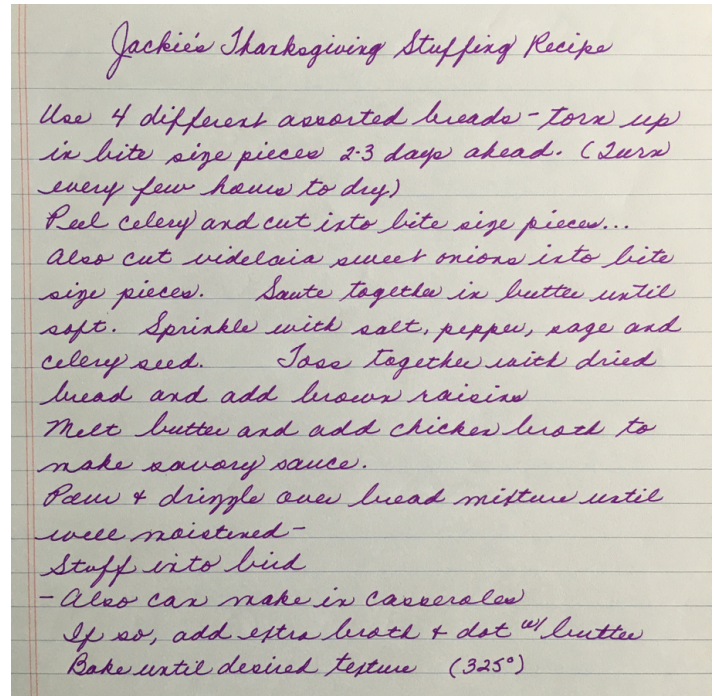 Jackie's Thanksgiving Stuffing Recipe
Use 4 different assorted breads - torn up
in bite size pieces 2-3 days ahead. (Turn
every few hours to dry)
Peel celery and cut into bite size pieces...
Also cut videlaia sweet onions into bite
size pieces. Saute together in butter until
soft. Sprinkle with salt, pepper, sage and
celery seed. Toss together with dried
bread and add brown raisins
Melt butter and add chicken broth to
make savory sauce.
Pour + drizzle over bread mixture until
well moistened -
Stuff into bird
- Also can make in casseroles
If so, add extra broth + dot w/ butter
Bake until desired texture (325°)